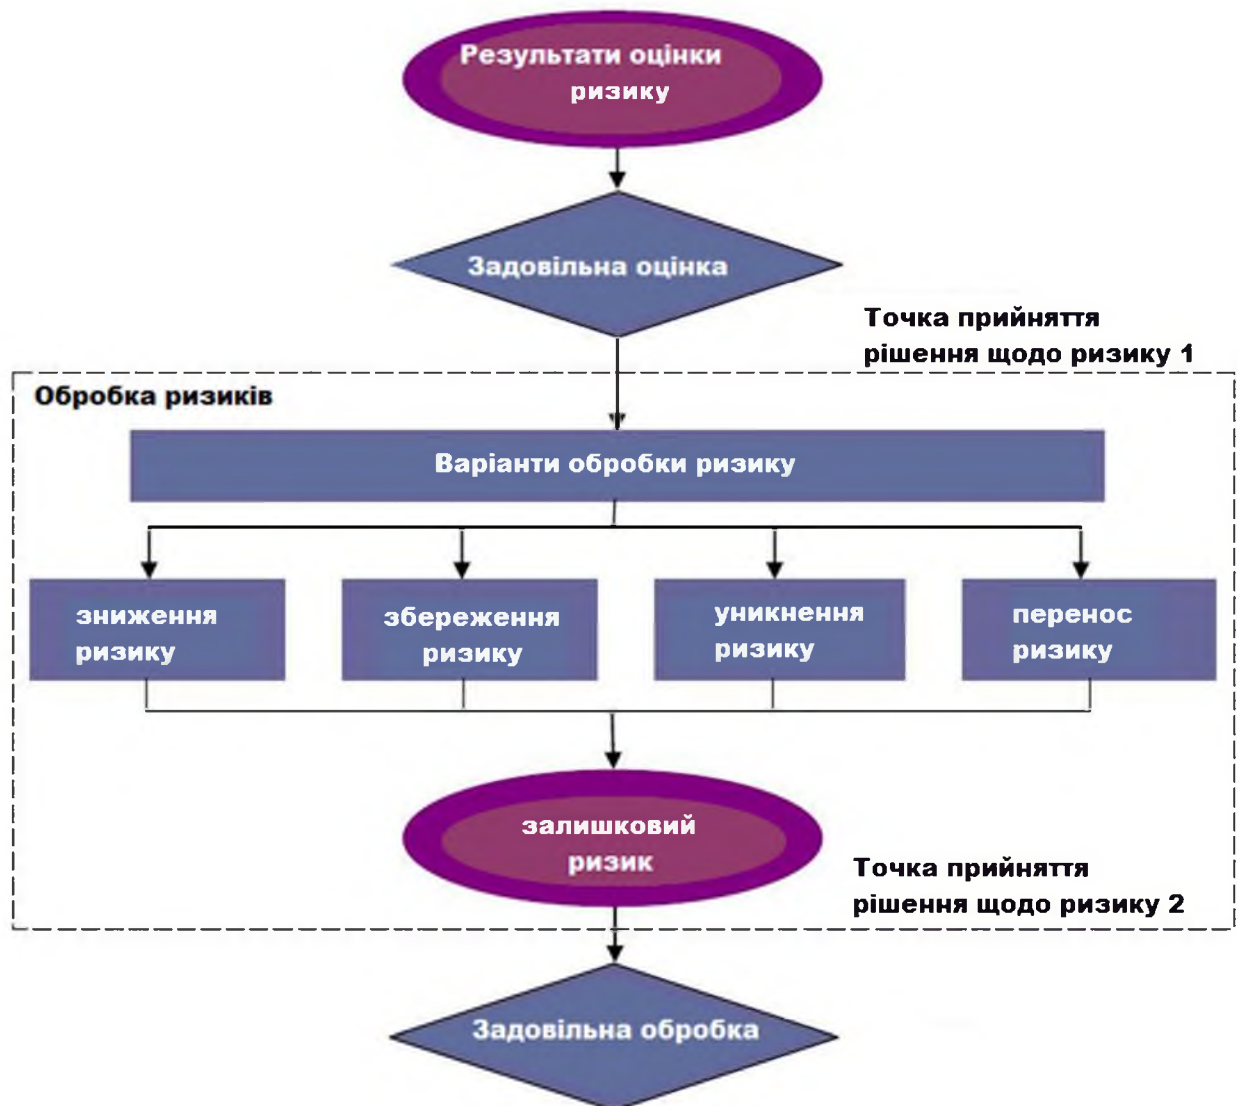 Результати оцінки
ризику
Задовільна оцінка
Точка прийняття
рішення щодо ризику 1
Обробка ризиків
Варіанти обробки ризику
зниження
ризику
збереження
ризику
уникнення
ризику
перенос
ризику
залишковий
ризик
Точка прийняття
рішення щодо ризику 2
Задовільна обробка